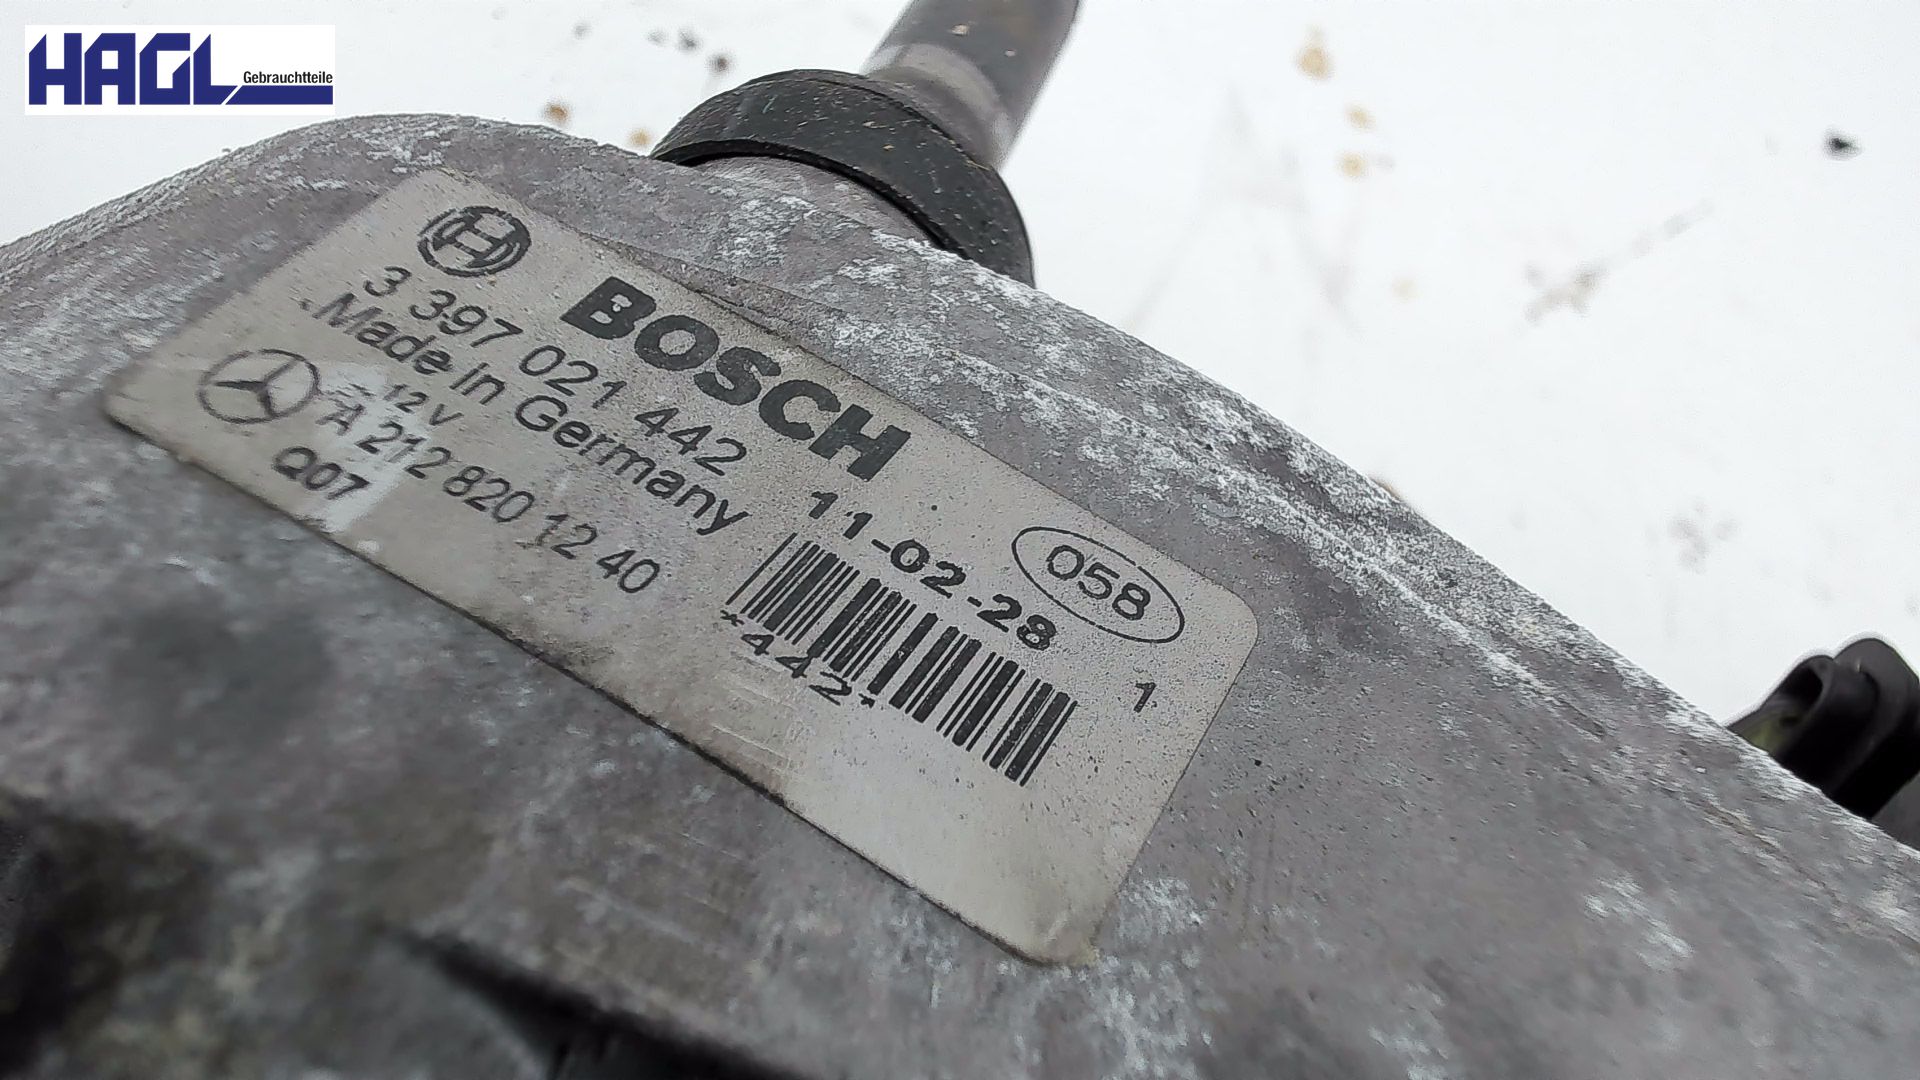 HAGL
Gebrauchtteile
BOSCH
3 397 021 442
Made in Germany
12 V
A 212 820 12 40
Q07
11-02-28
058
1
*442*